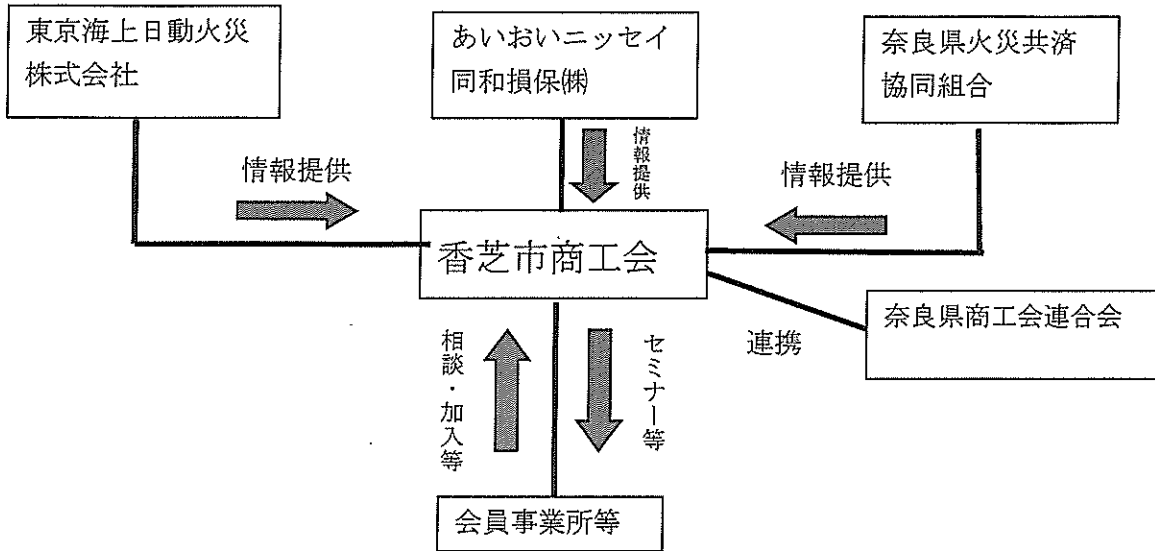 東京海上日動火災
株式会社
あいおいニッセイ
同和損保㈱
奈良県火災共済
協同組合
情報提供
情報提供
情報提供
香芝市商工会
奈良県商工会連合会
連携
相談・加入等
セミナー等
会員事業所等